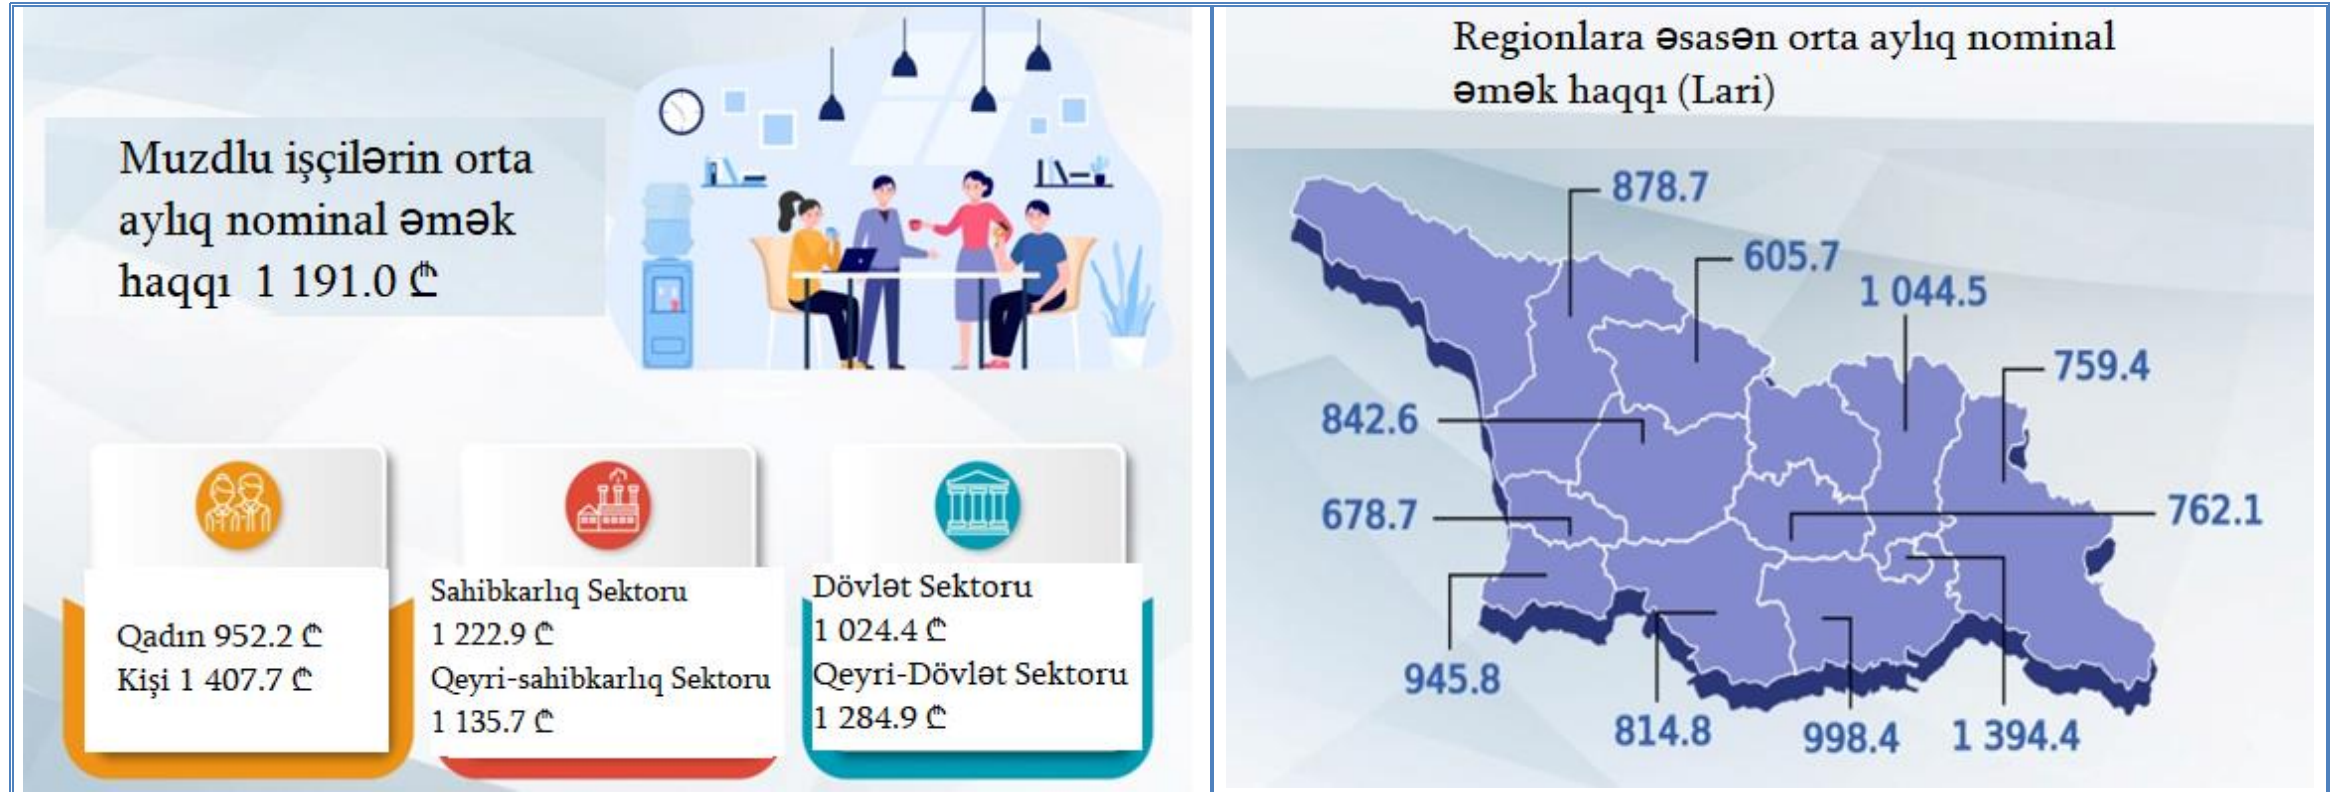 Muzdlu işçilərin orta
aylıq nominal əmək
haqqı 1 191.0 ₾
Qadın 952.2 ₾
Kişi 1 407.7 ₾
Sahibkarlıq Sektoru
1 222.9 ₾
Qeyri-sahibkarlıq Sektoru
1 135.7 ₾
Dövlət Sektoru
1 024.4 ₾
Qeyri-Dövlət Sektoru
1 284.9 ₾
Regionlara əsasən orta aylıq nominal
əmək haqqı (Lari)
878.7
605.7
1 044.5
759.4
842.6
678.7
762.1
945.8
814.8
998.4
1 394.4